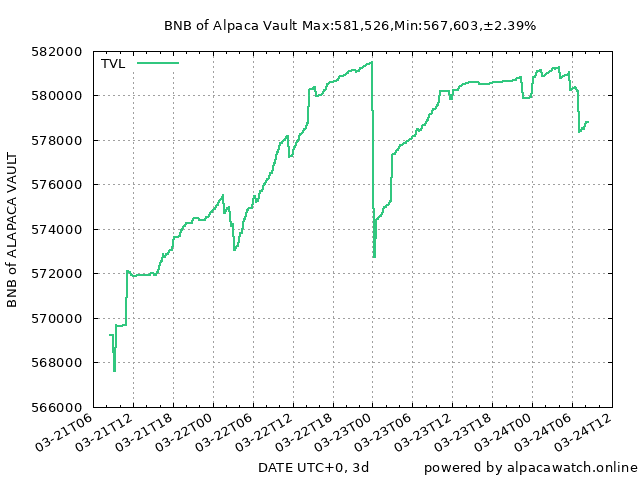 BNB of Alpaca Vault Max:581,526,Min:567,603,±2.39%
TVL
582000
580000
578000
576000
574000
572000
570000
568000
566000
BNB of ALAPACA VAULT
03-21T06
03-21T12
03-21T18
03-22T00
03-22T06
03-22T12
03-22T18
03-23T00
03-23T06
03-23T12
03-23T18
03-24T00
03-24T06
03-24T12
DATE UTC+0, 3d
powered by alpacawatch.online